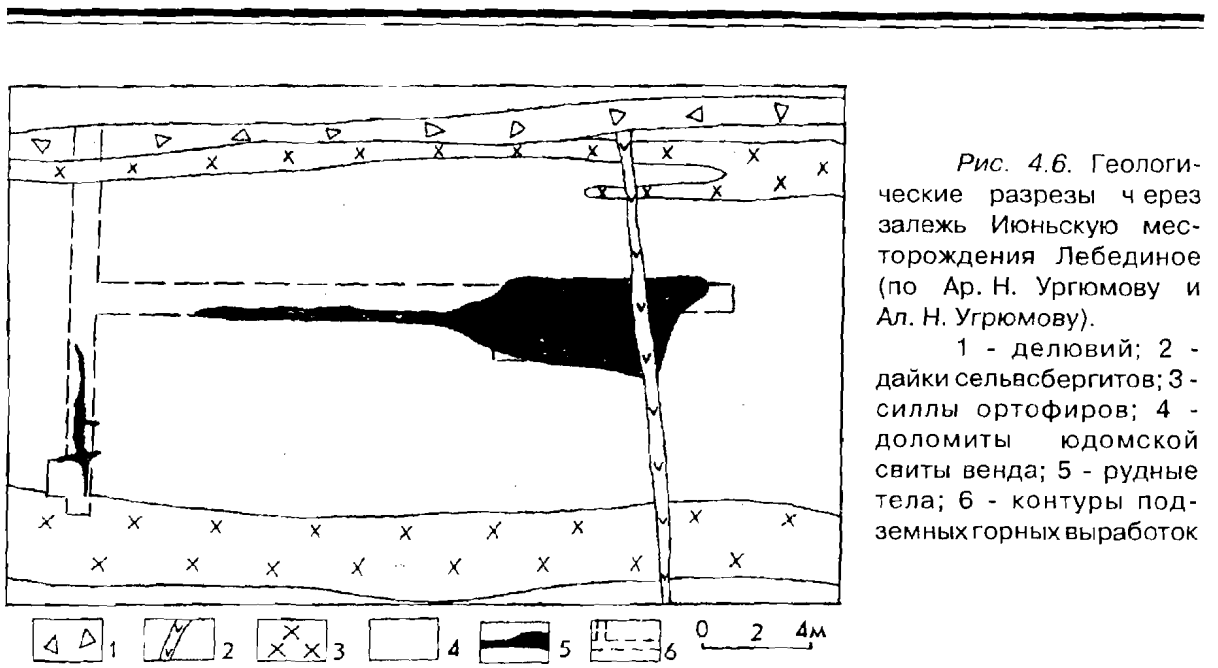 Рис. 4.6. Геологи-
ческие разрезы ч ерез
залежь Июньскую мес-
торождения Лебединое
(по Ар. Н. Ургюмову и
Ал. Н. Угрюмову).
1 - делювий; 2 -
дайки сельвсбергитов; 3 -
силлы ортофиров; 4 -
доломиты юдомской
свиты венда; 5 - рудные
тела; 6 - контуры под-
земных горных выработок
1 2 3 4 5 6 0 2 4м